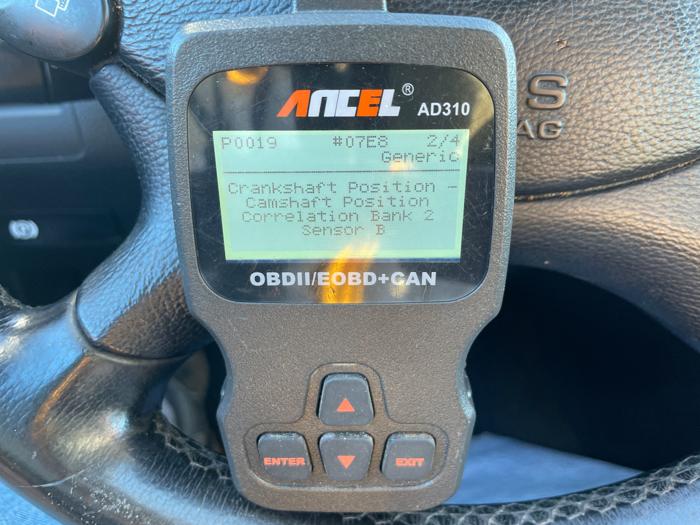 ANCEL® AD310
P0019 #07E8 2/4
Generic
Crankshaft Position -
Camshaft Position
Correlation Bank 2
Sensor B
OBDII/EOBD+CAN
S
AG
ENTER
EXIT